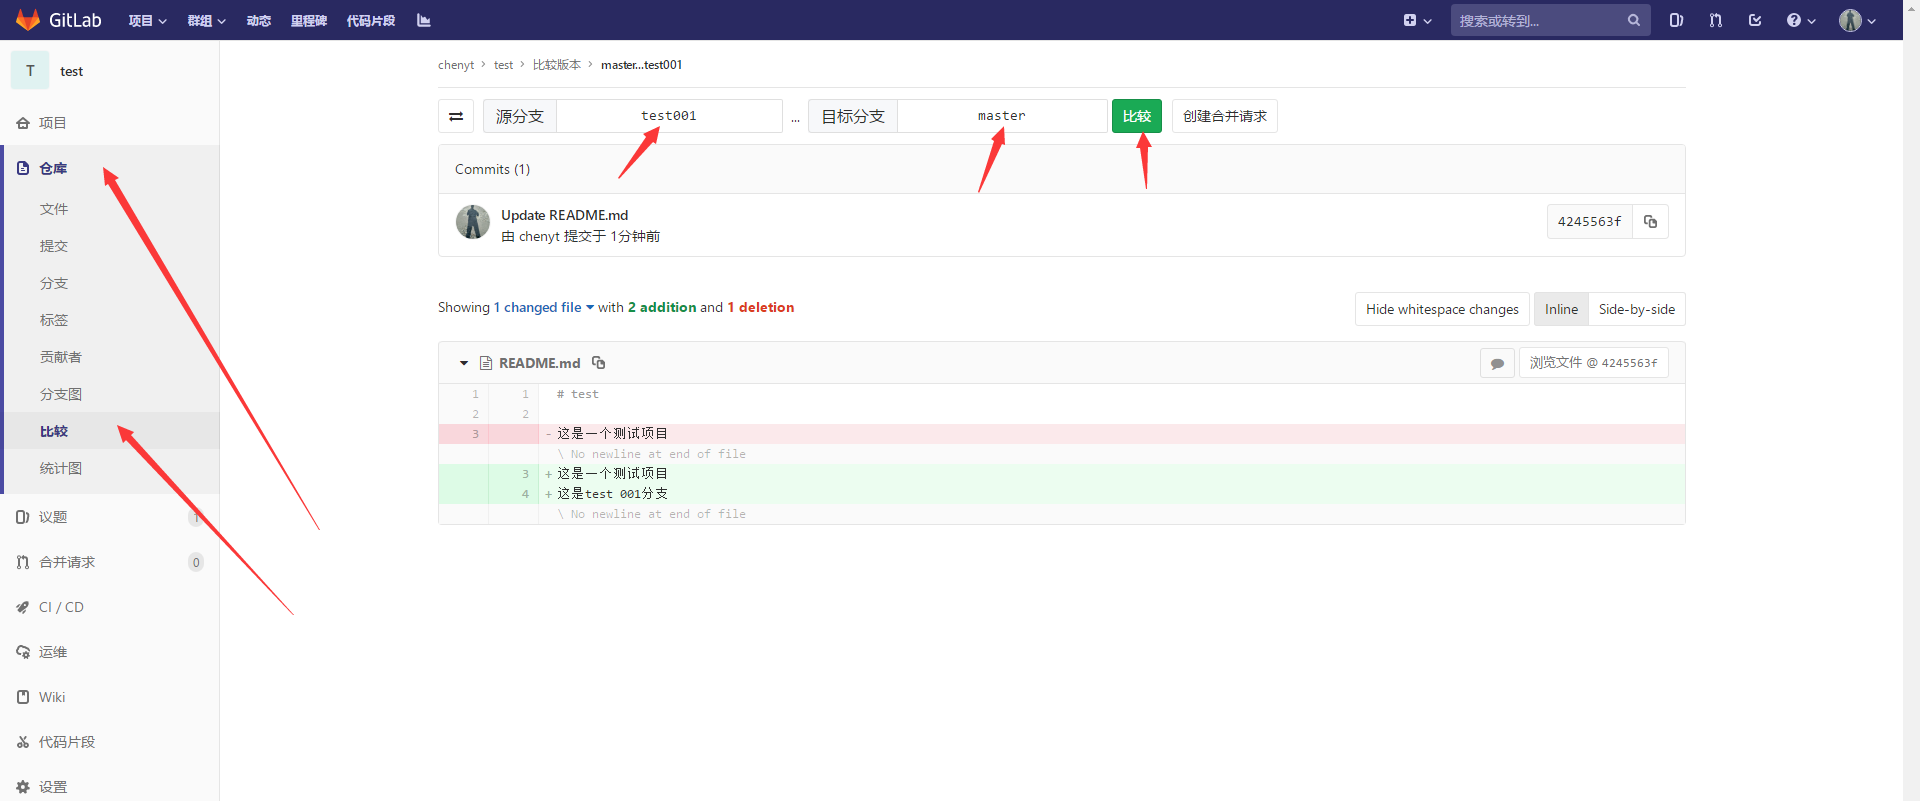 GitLab 项目 群组 动态 里程碑 代码片段 搜索或转到...
T test
项目
仓库
文件
提交
分支
标签
贡献者
分支图
比较
统计图
议题 1
合并请求 0
CI / CD
运维
Wiki
代码片段
设置
chenyt > test > 比较版本 > master...test001
源分支 test001 ... 目标分支 master 比较 创建合并请求
Commits (1)
Update README.md
由 chenyt 提交于 1分钟前
4245563f
Showing 1 changed file with 2 addition and 1 deletion
Hide whitespace changes Inline Side-by-side
README.md 浏览文件 @ 4245563f
1 1 # test
2 2
3 - 这是一个测试项目
\ No newline at end of file
3 + 这是一个测试项目
4 + 这是test 001分支
\ No newline at end of file